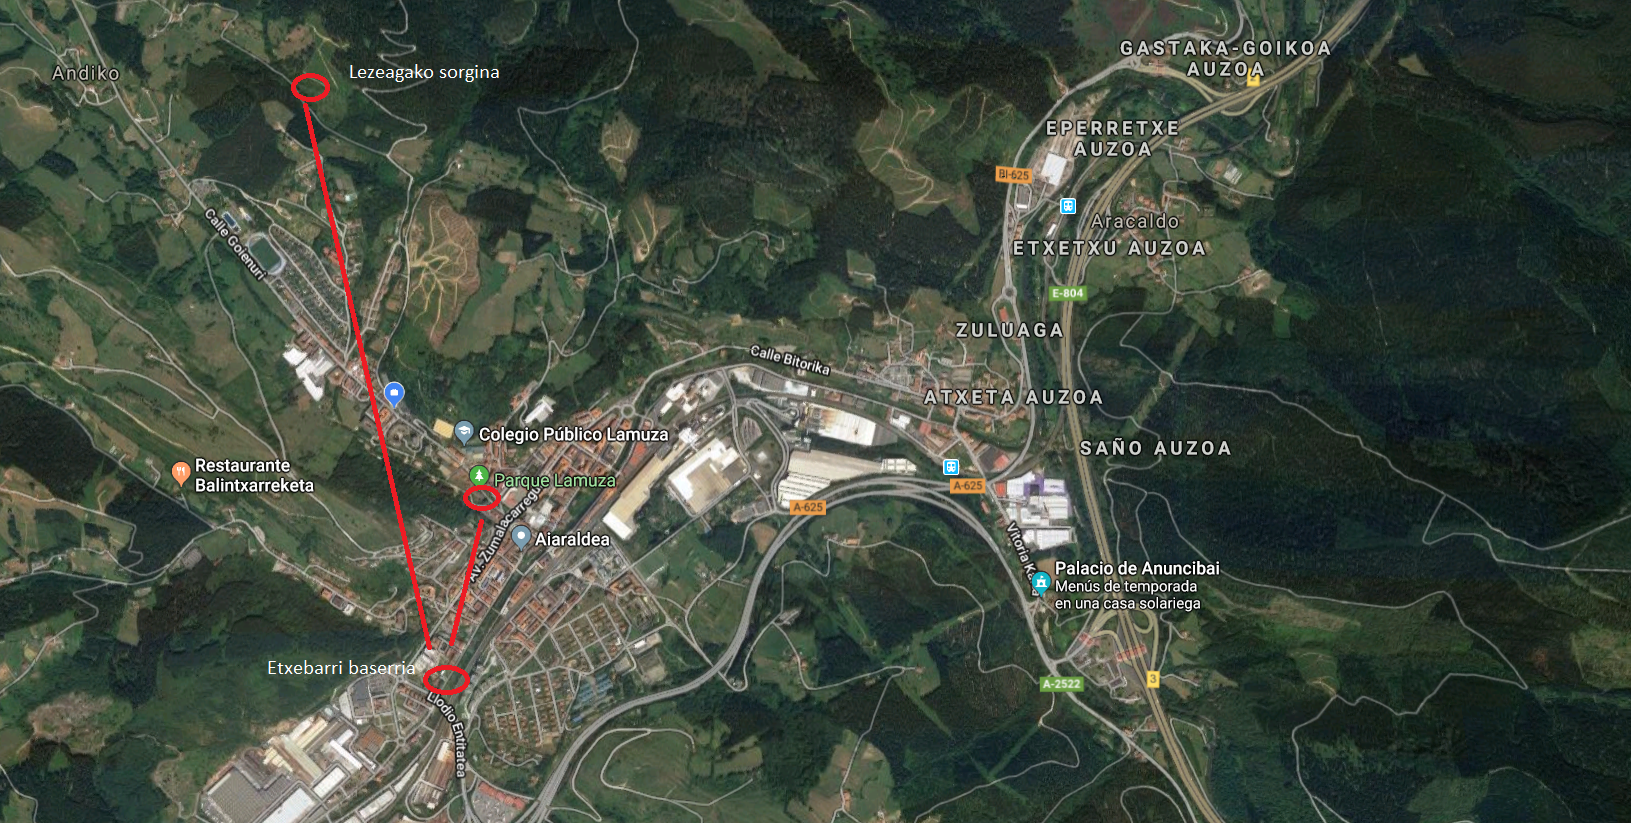 GASTAKA-GOIKOA
AUZOA
Andiko
Lezeagako sorgina
EPERRETXE
AUZOA
BI-625
Aracaldo
ETXETXU AUZOA
Calle Goienuri
E-804
ZULUAGA
Calle Bitorika
ATXETA AUZOA
Colegio Público Lamuza
SAÑO AUZOA
Restaurante
Balintxarreketa
Parque Lamuza
A-625
A-625
Av. Zumalacarregui
Aiaraldea
Vitoria
Palacio de Anuncibai
Menús de temporada
en una casa solariega
Etxebarri baserria
A-2522
3
Llodio Entitatea